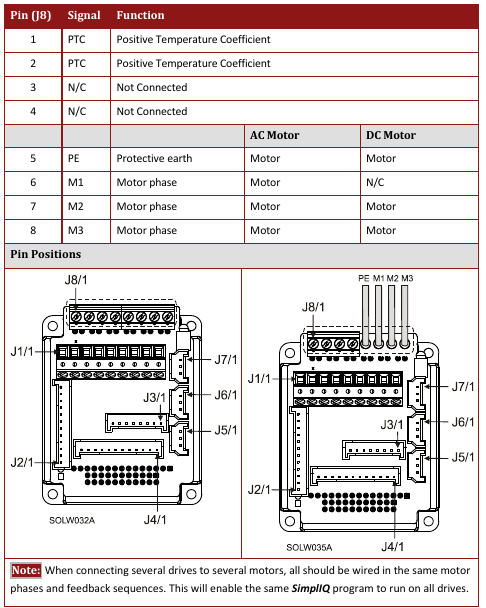 Pin (J8) Signal Function
1 PTC Positive Temperature Coefficient
2 PTC Positive Temperature Coefficient
3 N/C Not Connected
4 N/C Not Connected
AC Motor DC Motor
5 PE Protective earth Motor Motor
6 M1 Motor phase Motor N/C
7 M2 Motor phase Motor Motor
8 M3 Motor phase Motor Motor
Pin Positions
J8/1
J1/1
J7/1
J6/1
J3/1
J5/1
J2/1
J4/1
SOLW032A
PE M1 M2 M3
J8/1
J1/1
J7/1
J6/1
J3/1
J5/1
J2/1
J4/1
SOLW035A
Note: When connecting several drives to several motors, all should be wired in the same motor
phases and feedback sequences. This will enable the same SimplIQ program to run on all drives.